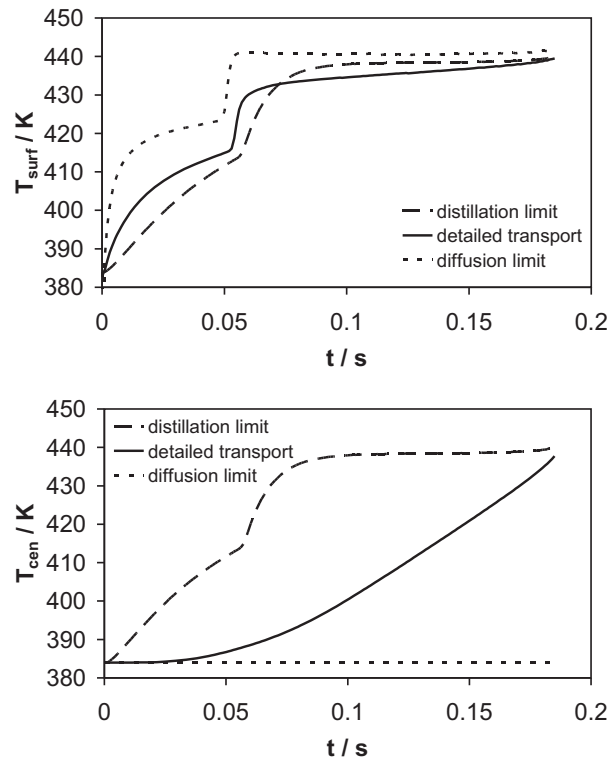 450
440
430
420
410
400
390
380
T_surf / K
distillation limit
detailed transport
diffusion limit
0 0.05 0.1 0.15 0.2
t / s
450
440
430
420
410
400
390
380
T_cen / K
distillation limit
detailed transport
diffusion limit
0 0.05 0.1 0.15 0.2
t / s